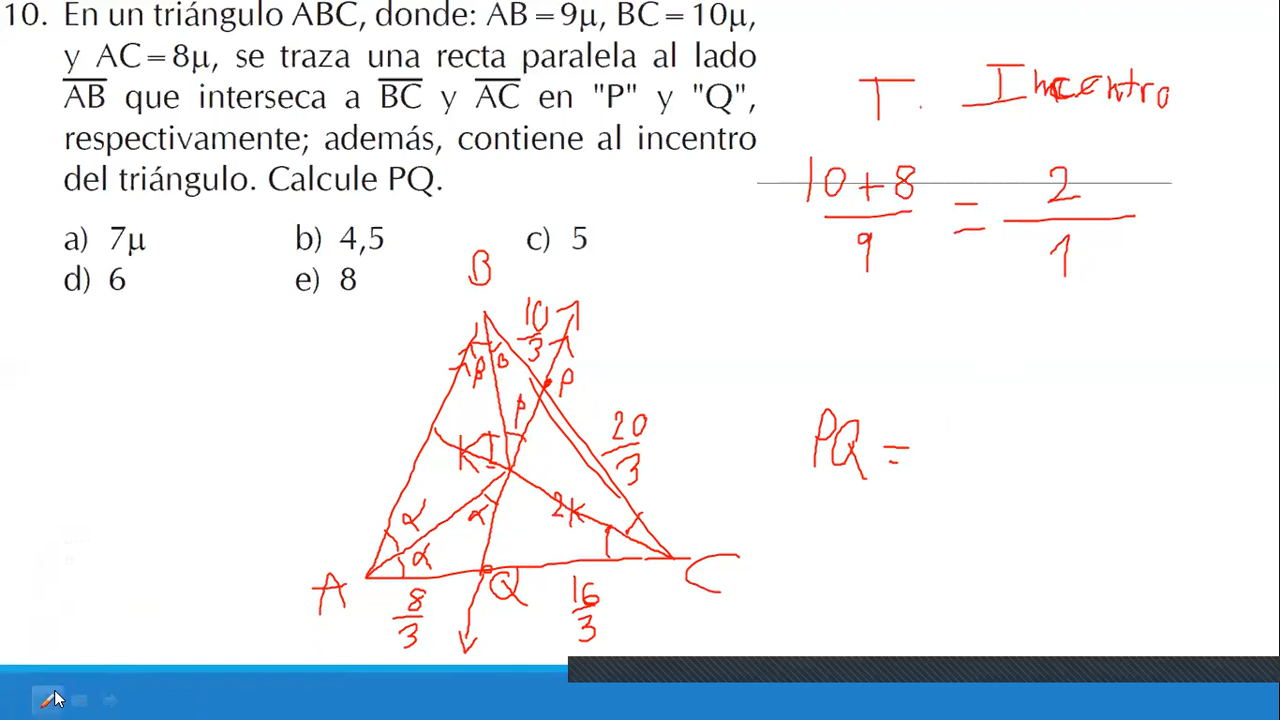 10. En un triángulo ABC, donde: AB=9μ, BC=10μ,
y AC=8μ, se traza una recta paralela al lado
AB que interseca a BC y AC en "P" y "Q",
respectivamente; además, contiene al incentro
del triángulo. Calcule PQ.
a) 7μ b) 4,5 c) 5
d) 6 e) 8
T. Incentro
10+8/9 = 2/1
PQ =
B
10/3
β β
P
β
20/3
K I
2K
α α
α
A
Q
C
8/3
16/3